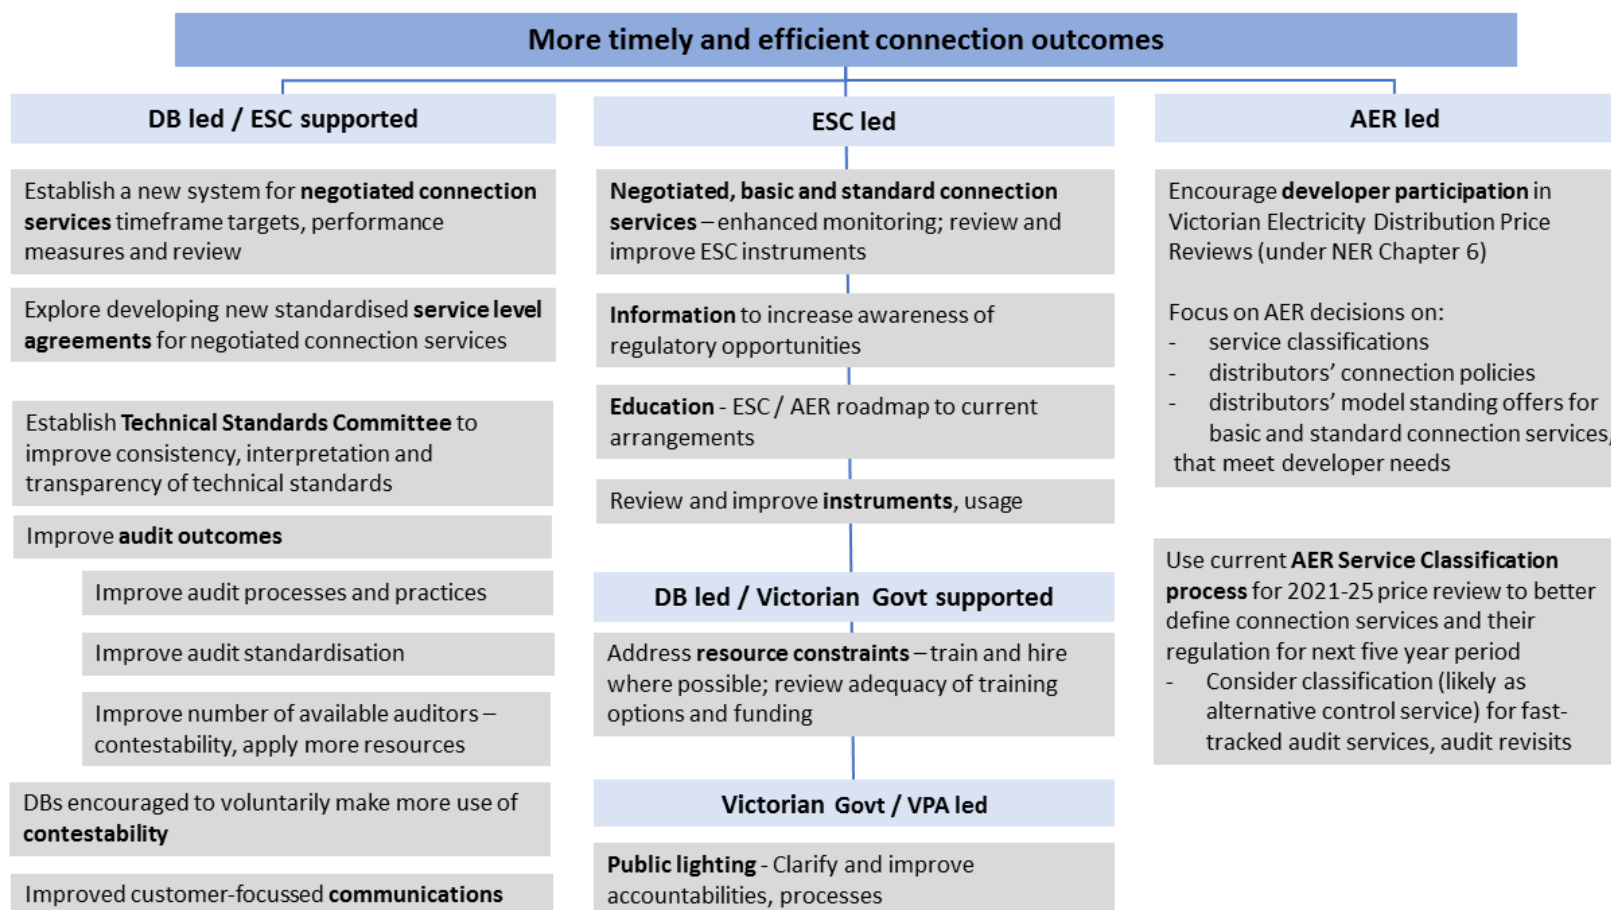 More timely and efficient connection outcomes
DB led / ESC supported
Establish a new system for negotiated connection
services timeframe targets, performance
measures and review
Explore developing new standardised service level
agreements for negotiated connection services
Establish Technical Standards Committee to
improve consistency, interpretation and
transparency of technical standards
Improve audit outcomes
Improve audit processes and practices
Improve audit standardisation
Improve number of available auditors –
contestability, apply more resources
DBs encouraged to voluntarily make more use of
contestability
Improved customer-focussed communications
ESC led
Negotiated, basic and standard connection
services – enhanced monitoring; review and
improve ESC instruments
Information to increase awareness of
regulatory opportunities
Education - ESC / AER roadmap to current
arrangements
Review and improve instruments, usage
DB led / Victorian Govt supported
Address resource constraints – train and hire
where possible; review adequacy of training
options and funding
Victorian Govt / VPA led
Public lighting - Clarify and improve
accountabilities, processes
AER led
Encourage developer participation in
Victorian Electricity Distribution Price
Reviews (under NER Chapter 6)
Focus on AER decisions on:
- service classifications
- distributors' connection policies
- distributors' model standing offers for
basic and standard connection services,
that meet developer needs
Use current AER Service Classification
process for 2021-25 price review to better
define connection services and their
regulation for next five year period
- Consider classification (likely as
alternative control service) for fast-
tracked audit services, audit revisits